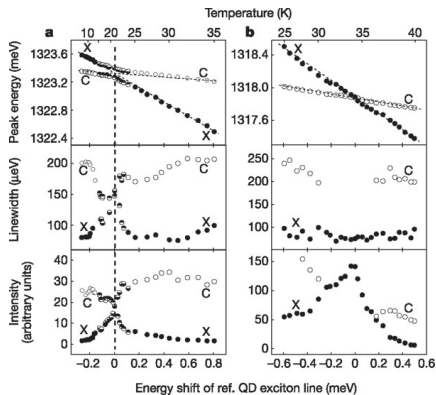 Temperature (K)
a 10 15 20 25 30 35
b 25 30 35 40
Peak energy (meV)
1323.6
1323.2
1322.8
1322.4
X
C
C
X
1318.4
1318.0
1317.6
X
C
Linewidth (µeV)
200
150
100
C
X
250
200
150
100
50
C
X
Intensity (arbitrary units)
40
30
20
10
0
C
X
C
X
150
100
50
0
X
C
-0.2 0 0.2 0.4 0.6 0.8
-0.6 -0.4 -0.2 0 0.2 0.4
Energy shift of ref. QD exciton line (meV)